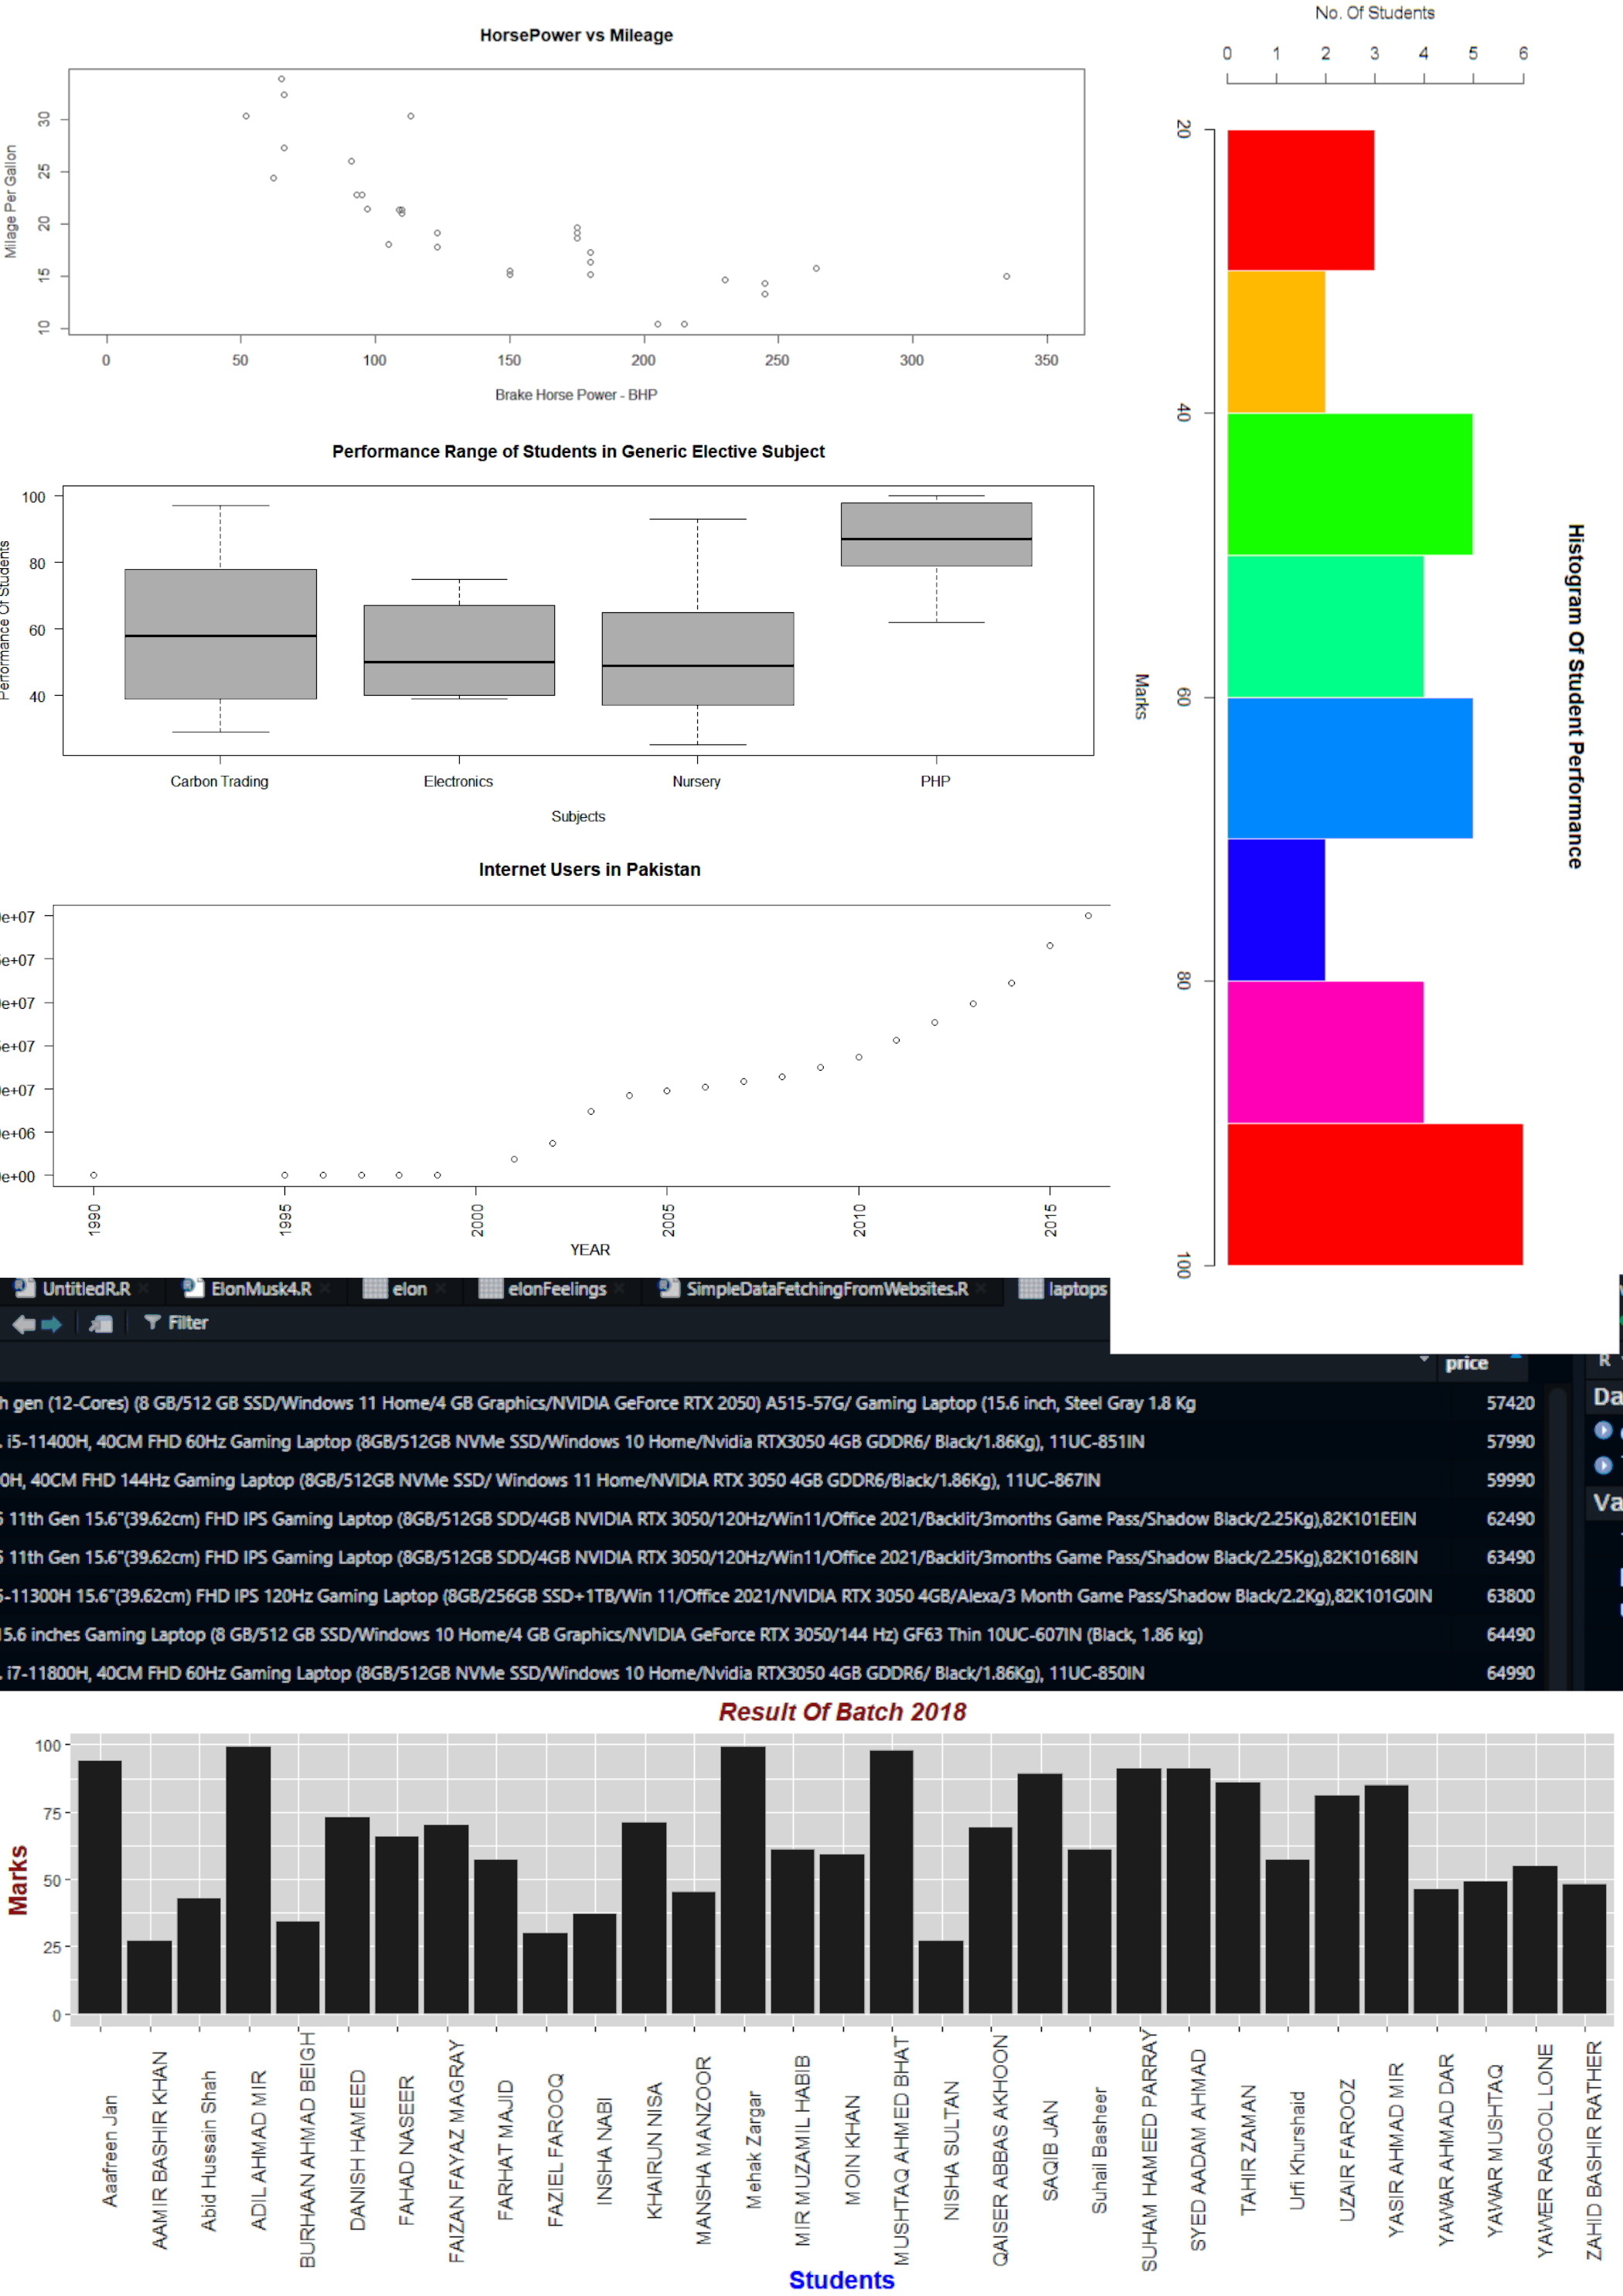 HorsePower vs Mileage
Milage Per Gallon
30
25
20
15
10
0 50 100 150 200 250 300 350
Brake Horse Power - BHP
Performance Range of Students in Generic Elective Subject
Performance Of Students
100
80
60
40
Carbon Trading Electronics Nursery PHP
Subjects
Internet Users in Pakistan
e+07
5e+07
e+07
5e+07
e+07
e+06
e+00
1990 1995 2000 2005 2010 2015
YEAR
No. Of Students
0 1 2 3 4 5 6
20
40
60
80
100
Marks
Histogram Of Student Performance
UntitledR.R ElonMusk4.R elon elonFeelings SimpleDataFetchingFromWebsites.R laptops
Filter
price R
h gen (12-Cores) (8 GB/512 GB SSD/Windows 11 Home/4 GB Graphics/NVIDIA GeForce RTX 2050) A515-57G/ Gaming Laptop (15.6 inch, Steel Gray 1.8 Kg 57420 Da
. i5-11400H, 40CM FHD 60Hz Gaming Laptop (8GB/512GB NVMe SSD/Windows 10 Home/Nvidia RTX3050 4GB GDDR6/ Black/1.86Kg), 11UC-851IN 57990
0H, 40CM FHD 144Hz Gaming Laptop (8GB/512GB NVMe SSD/ Windows 11 Home/NVIDIA RTX 3050 4GB GDDR6/Black/1.86Kg), 11UC-867IN 59990
5 11th Gen 15.6"(39.62cm) FHD IPS Gaming Laptop (8GB/512GB SDD/4GB NVIDIA RTX 3050/120Hz/Win11/Office 2021/Backlit/3months Game Pass/Shadow Black/2.25Kg),82K101EEIN 62490 Va
5 11th Gen 15.6"(39.62cm) FHD IPS Gaming Laptop (8GB/512GB SDD/4GB NVIDIA RTX 3050/120Hz/Win11/Office 2021/Backlit/3months Game Pass/Shadow Black/2.25Kg),82K10168IN 63490
5-11300H 15.6"(39.62cm) FHD IPS 120Hz Gaming Laptop (8GB/256GB SSD+1TB/Win 11/Office 2021/NVIDIA RTX 3050 4GB/Alexa/3 Month Game Pass/Shadow Black/2.2Kg),82K101G0IN 63800
15.6 inches Gaming Laptop (8 GB/512 GB SSD/Windows 10 Home/4 GB Graphics/NVIDIA GeForce RTX 3050/144 Hz) GF63 Thin 10UC-607IN (Black, 1.86 kg) 64490
. i7-11800H, 40CM FHD 60Hz Gaming Laptop (8GB/512GB NVMe SSD/Windows 10 Home/Nvidia RTX3050 4GB GDDR6/ Black/1.86Kg), 11UC-850IN 64990
Result Of Batch 2018
Marks
100
75
50
25
0
Aaafreen Jan
AAMIR BASHIR KHAN
Abid Hussain Shah
ADIL AHMAD MIR
BURHAAN AHMAD BEIGH
DANISH HAMEED
FAHAD NASEER
FAIZAN FAYAZ MAGRAY
FARHAT MAJID
FAZIEL FAROOQ
INSHA NABI
KHAIRUN NISA
MANSHA MANZOOR
Mehak Zargar
MIR MUZAMIL HABIB
MOIN KHAN
MUSHTAQ AHMED BHAT
NISHA SULTAN
QAISER ABBAS AKHOON
SAQIB JAN
Suhail Basheer
SUHAM HAMEED PARRAY
SYED AADAM AHMAD
TAHIR ZAMAN
Urfi Khurshaid
UZAIR FAROOZ
YASIR AHMAD MIR
YAWAR AHMAD DAR
YAWAR MUSHTAQ
YAWER RASOOL LONE
ZAHID BASHIR RATHER
Students